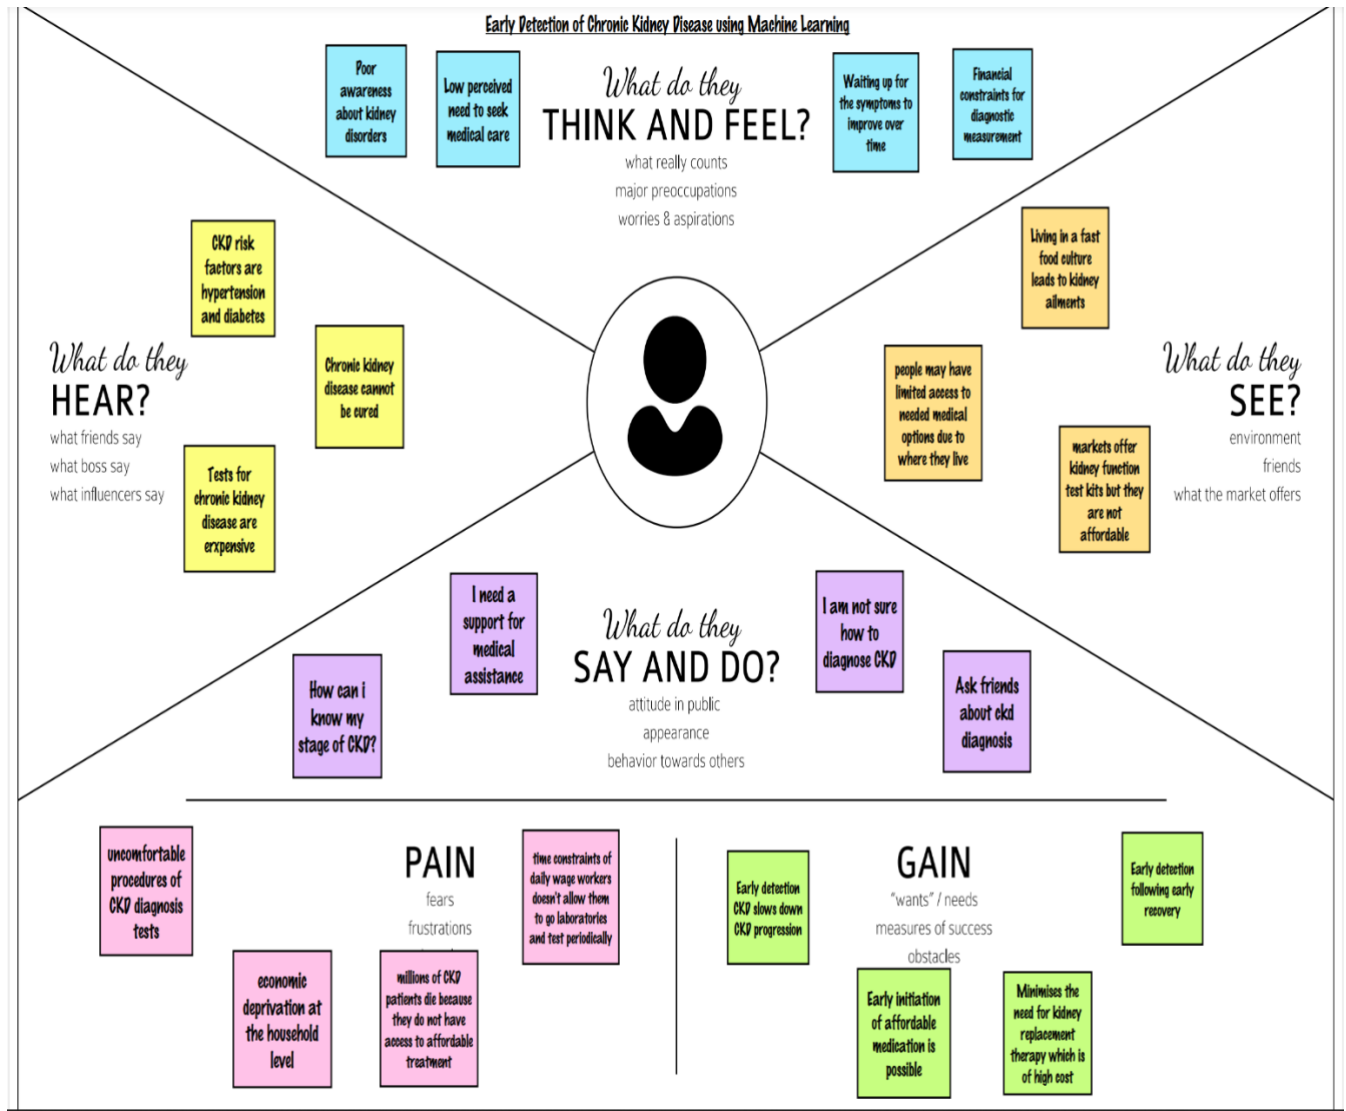 Early Detection of Chronic Kidney Disease using Machine Learning
Poor
awareness
about kidney
disorders
Low perceived
need to seek
medical care
What do they
THINK AND FEEL?
what really counts
major preoccupations
worries & aspirations
Waiting up for
the symptoms to
improve over
time
Financial
constraints for
diagnostic
measurement
CKD risk
factors are
hypertension
and diabetes
Chronic kidney
disease cannot
be cured
What do they
HEAR?
what friends say
what boss say
what influencers say
Tests for
chronic kidney
disease are
erxpensive
Living in a fast
food culture
leads to kidney
ailments
people may have
limited access to
needed medical
options due to
where they live
What do they
SEE?
environment
friends
what the market offers
markets offer
kidney function
test kits but they
are not
affordable
I need a
support for
medical
assistance
How can i
know my
stage of CKD?
What do they
SAY AND DO?
attitude in public
appearance
behavior towards others
I am not sure
how to
diagnose CKD
Ask friends
about ckd
diagnosis
uncomfortable
procedures of
CKD diagnosis
tests
PAIN
fears
frustrations
time constraints of
daily wage workers
doesn't allow them
to go laboratories
and test periodically
economic
deprivation at
the household
level
millions of CKD
patients die because
they do not have
access to affordable
treatment
Early detection
CKD slows down
CKD progression
GAIN
"wants" / needs
measures of success
obstacles
Early detection
following early
recovery
Early initiation
of affordable
medication is
possible
Minimises the
need for kidney
replacement
therapy which is
of high cost